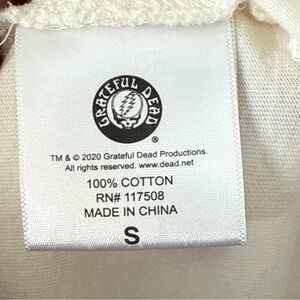 GRATEFUL DEAD
®
TM & © 2020 Grateful Dead Productions.
All rights reserved. www.dead.net
100% COTTON
RN# 117508
MADE IN CHINA
S